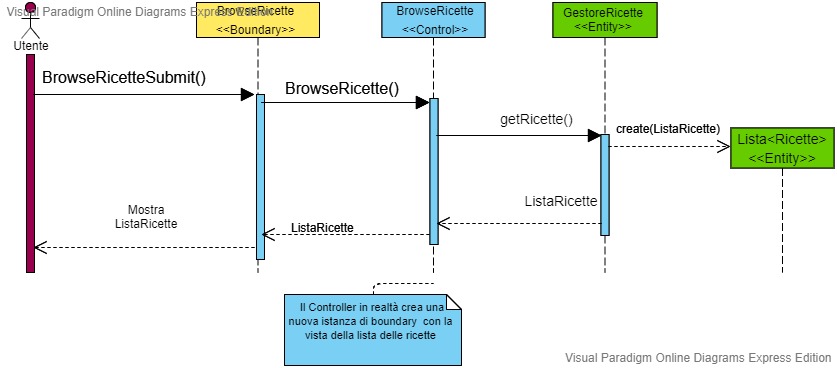 Visual Paradigm Online Diagrams Express Edition
BrowseRicette
<<Boundary>>
BrowseRicette
<<Control>>
GestoreRicette
<<Entity>>
Utente
BrowseRicetteSubmit()
BrowseRicette()
getRicette()
create(ListaRicette)
Lista<Ricette>
<<Entity>>
ListaRicette
Mostra
ListaRicette
ListaRicette
Il Controller in realtà crea una
nuova istanza di boundary con la
vista della lista delle ricette
Visual Paradigm Online Diagrams Express Edition